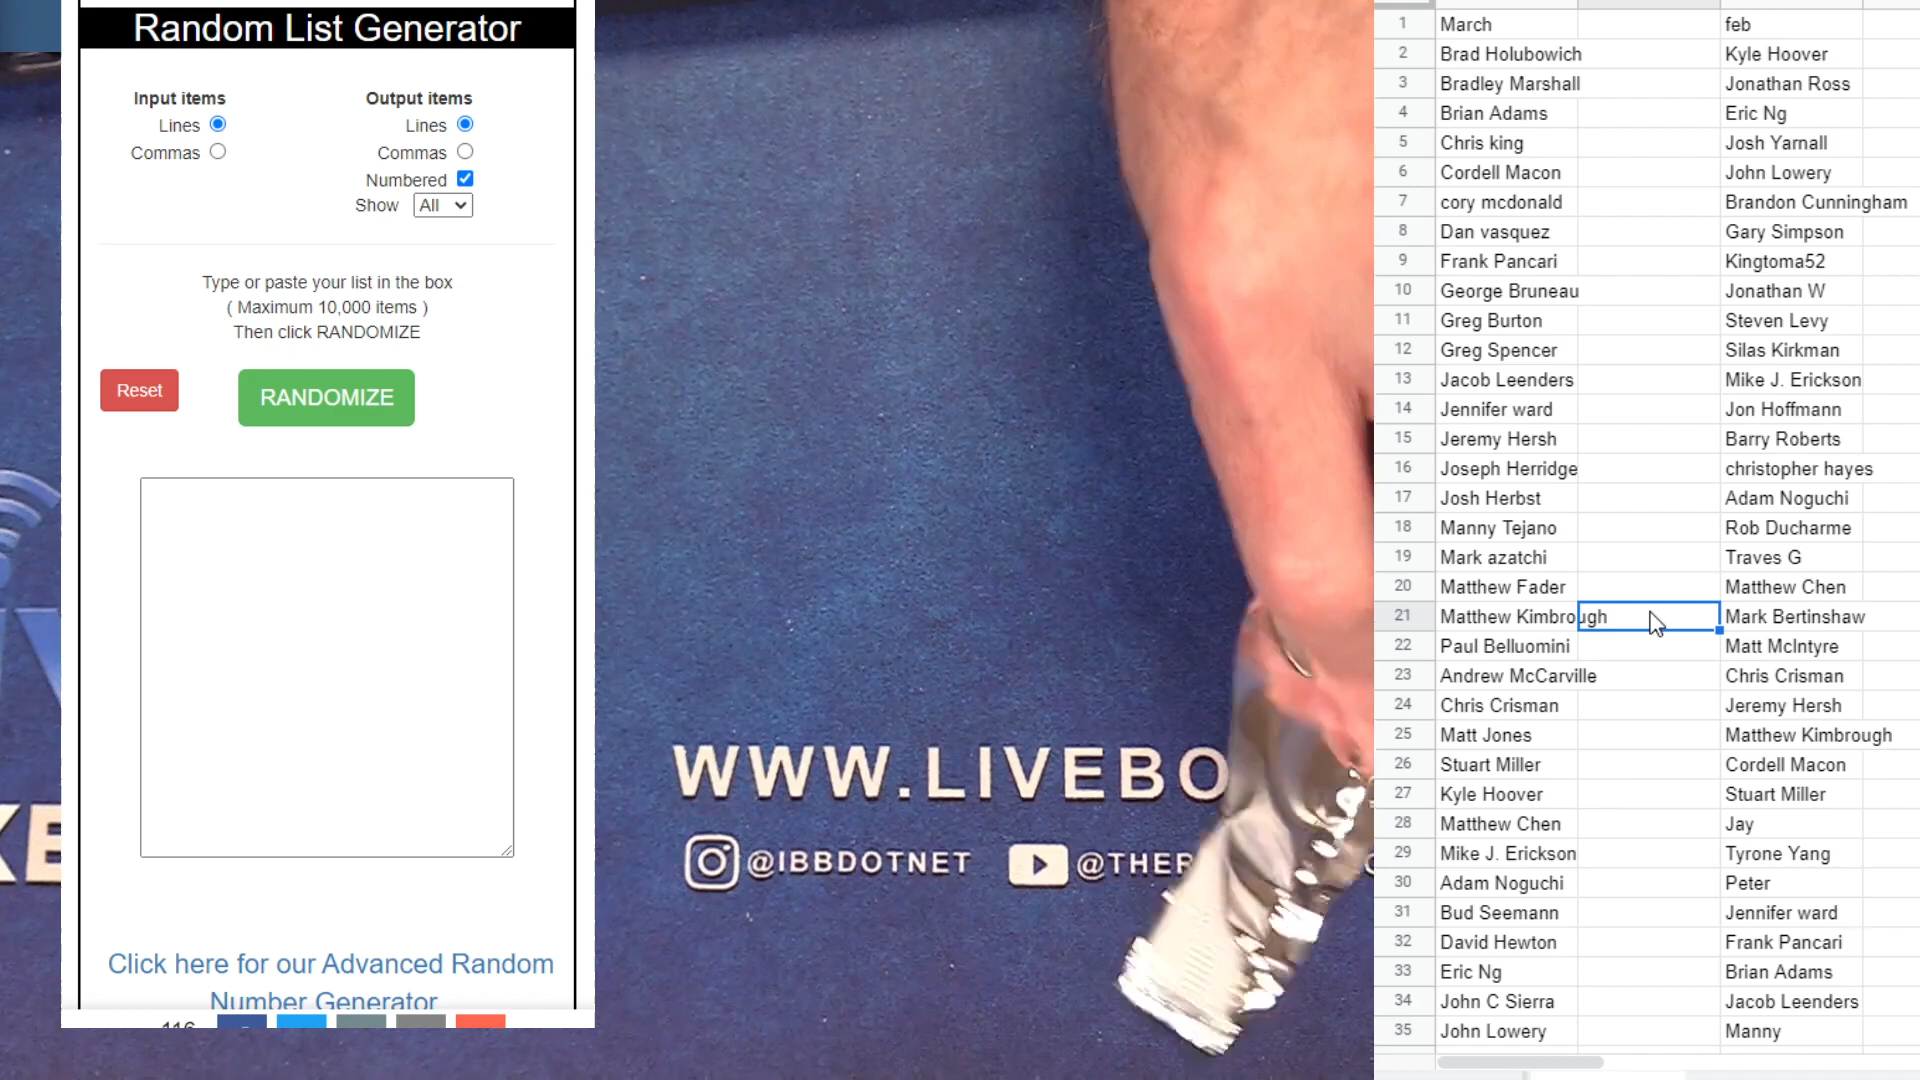 Random List Generator
Input items
Output items
Lines
Lines
Commas
Commas
Numbered
Show All
Type or paste your list in the box
( Maximum 10,000 items )
Then click RANDOMIZE
Reset
RANDOMIZE
Click here for our Advanced Random
Number Generator
116
WWW.LIVEBO
@IBBDOTNET
@THER
KE
1 March feb
2 Brad Holubowich Kyle Hoover
3 Bradley Marshall Jonathan Ross
4 Brian Adams Eric Ng
5 Chris king Josh Yarnall
6 Cordell Macon John Lowery
7 cory mcdonald Brandon Cunningham
8 Dan vasquez Gary Simpson
9 Frank Pancari Kingtoma52
10 George Bruneau Jonathan W
11 Greg Burton Steven Levy
12 Greg Spencer Silas Kirkman
13 Jacob Leenders Mike J. Erickson
14 Jennifer ward Jon Hoffmann
15 Jeremy Hersh Barry Roberts
16 Joseph Herridge christopher hayes
17 Josh Herbst Adam Noguchi
18 Manny Tejano Rob Ducharme
19 Mark azatchi Traves G
20 Matthew Fader Matthew Chen
21 Matthew Kimbrough Mark Bertinshaw
22 Paul Belluomini Matt McIntyre
23 Andrew McCarville Chris Crisman
24 Chris Crisman Jeremy Hersh
25 Matt Jones Matthew Kimbrough
26 Stuart Miller Cordell Macon
27 Kyle Hoover Stuart Miller
28 Matthew Chen Jay
29 Mike J. Erickson Tyrone Yang
30 Adam Noguchi Peter
31 Bud Seemann Jennifer ward
32 David Hewton Frank Pancari
33 Eric Ng Brian Adams
34 John C Sierra Jacob Leenders
35 John Lowery Manny